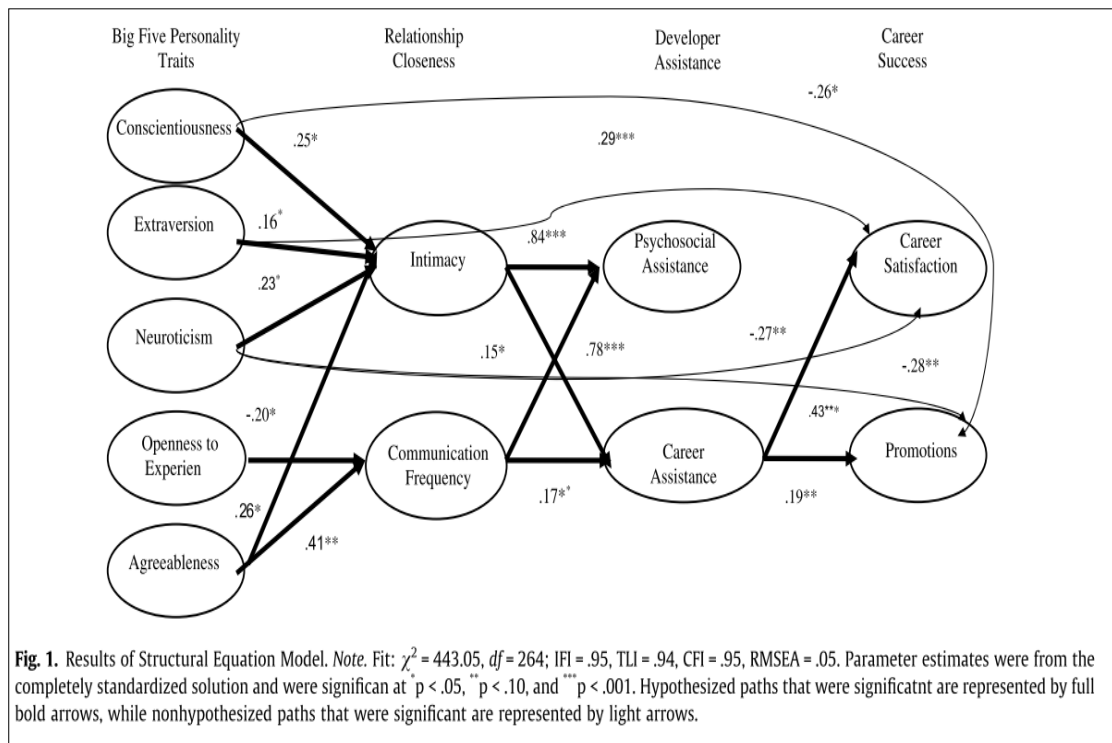 Big Five Personality
Traits
Relationship
Closeness
Developer
Assistance
Career
Success
Conscientiousness
Extraversion
Neuroticism
Openness to
Experien
Agreeableness
.25*
.16*
.23*
-.20*
.26*
.41**
Intimacy
Communication
Frequency
.29***
.84***
.15*
.78***
.17**
Psychosocial
Assistance
Career
Assistance
-.26*
-.27**
-.28**
.43***
.19**
Career
Satisfaction
Promotions
Fig. 1. Results of Structural Equation Model. Note. Fit: χ² = 443.05, df = 264; IFI = .95, TLI = .94, CFI = .95, RMSEA = .05. Parameter estimates were from the
completely standardized solution and were significan at *p < .05, **p < .10, and ***p < .001. Hypothesized paths that were significatnt are represented by full
bold arrows, while nonhypothesized paths that were significant are represented by light arrows.